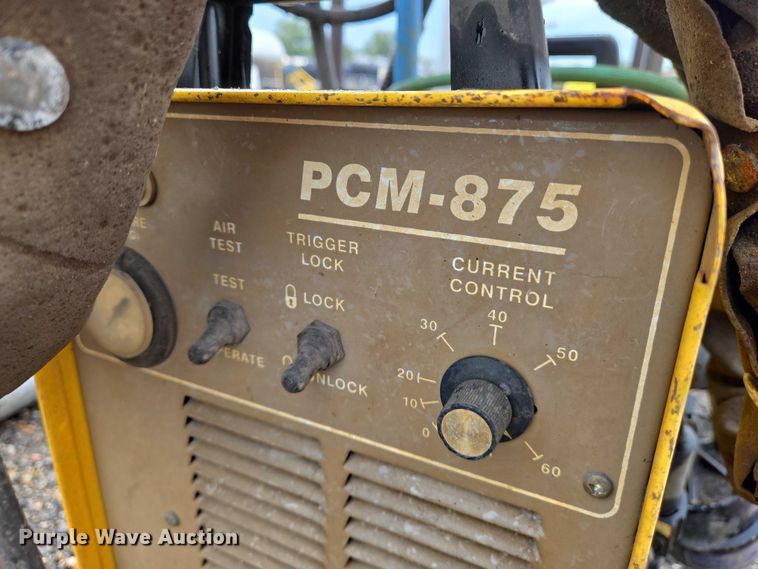 PCM-875
AIR
TEST
TRIGGER
LOCK
CURRENT
CONTROL
TEST
LOCK
UNLOCK
0
10
20
30
40
50
60
Purple Wave Auction